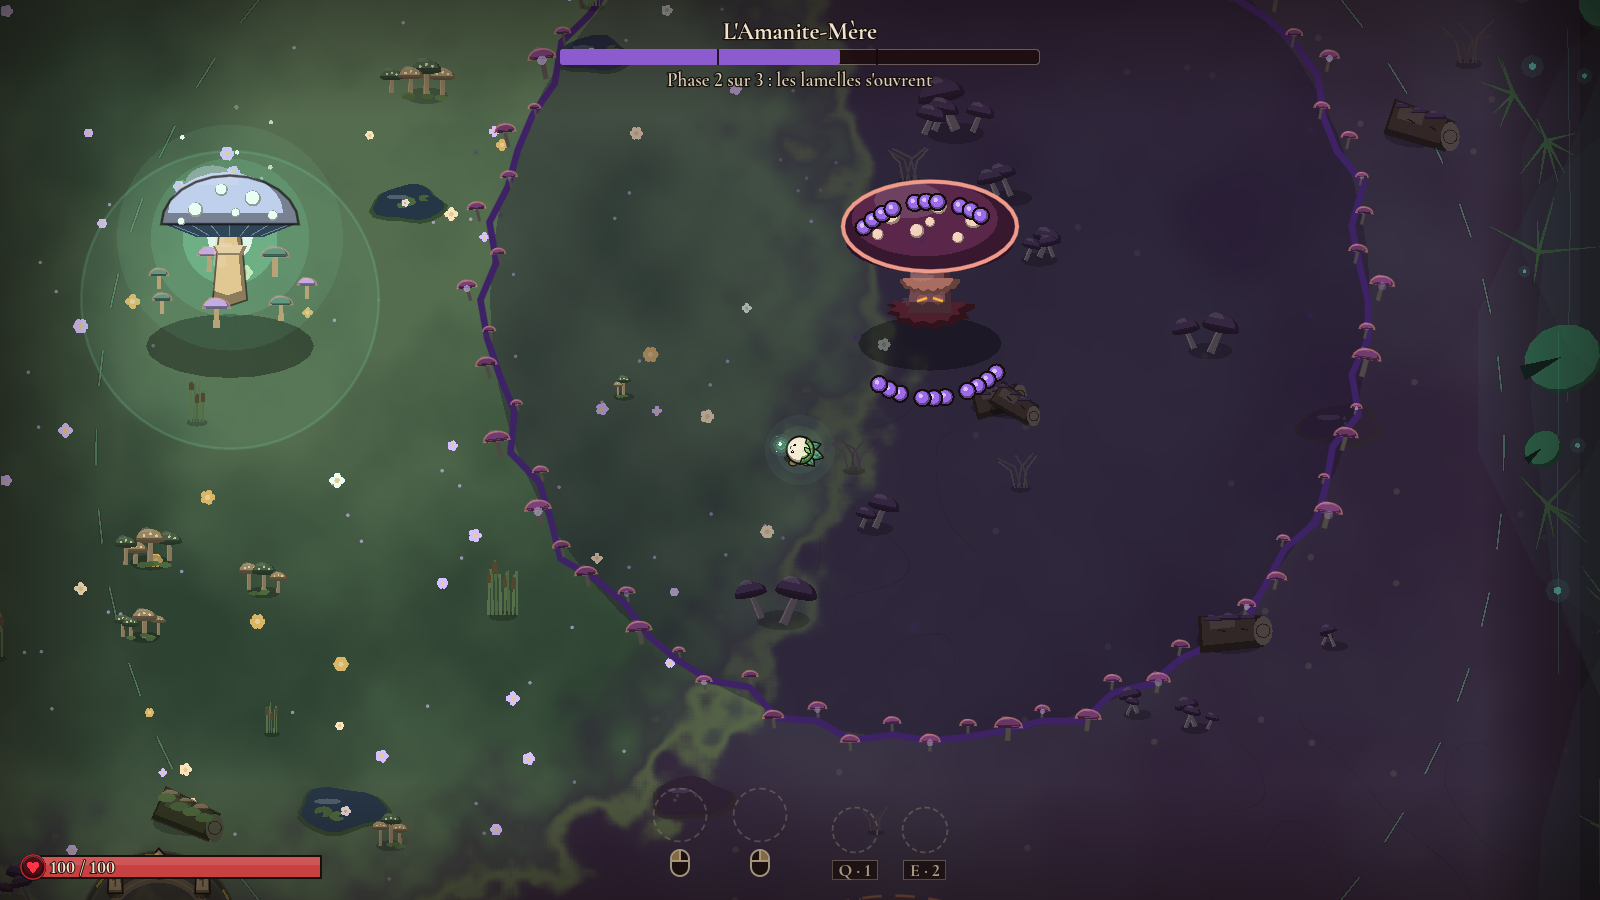 L'Amanite-Mère
Phase 2 sur 3 : les lamelles s'ouvrent
100 / 100
Q · 1
E · 2